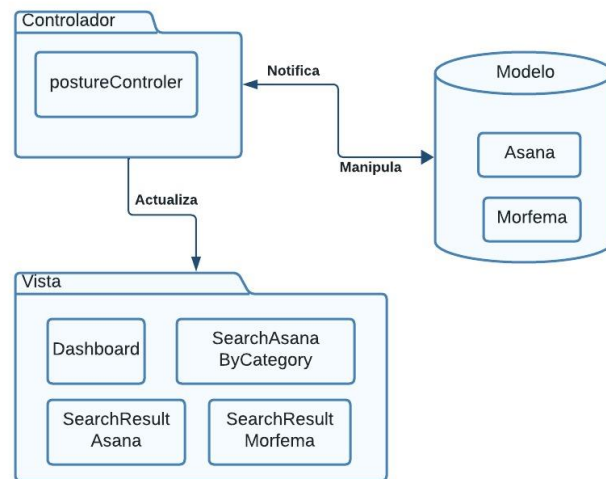 Controlador
postureControler
Notifica
Modelo
Asana
Manipula
Morfema
Actualiza
Vista
Dashboard
SearchAsana
ByCategory
SearchResult
Asana
SearchResult
Morfema